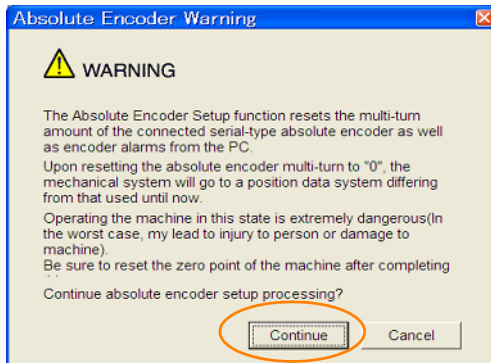 Absolute Encoder Warning
WARNING
The Absolute Encoder Setup function resets the multi-turn
amount of the connected serial-type absolute encoder as well
as encoder alarms from the PC.
Upon resetting the absolute encoder multi-turn to "0", the
mechanical system will go to a position data system differing
from that used until now.
Operating the machine in this state is extremely dangerous(In
the worst case, my lead to injury to person or damage to
machine).
Be sure to reset the zero point of the machine after completing
Continue absolute encoder setup processing?
Continue
Cancel